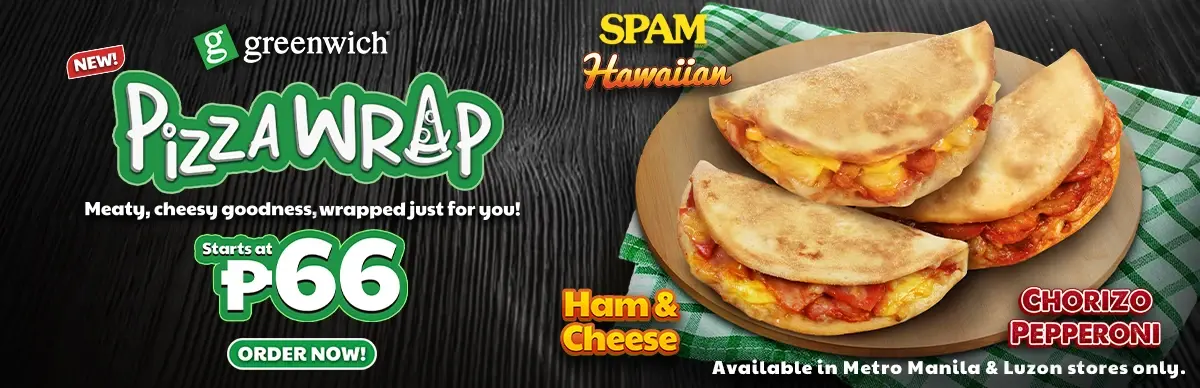 NEW!
g greenwich
PIZZAWRAP
Meaty, cheesy goodness, wrapped just for you!
Starts at
₱66
ORDER NOW!
SPAM
Hawaiian
Ham &
Cheese
CHORIZO
PEPPERONI
Available in Metro Manila & Luzon stores only.